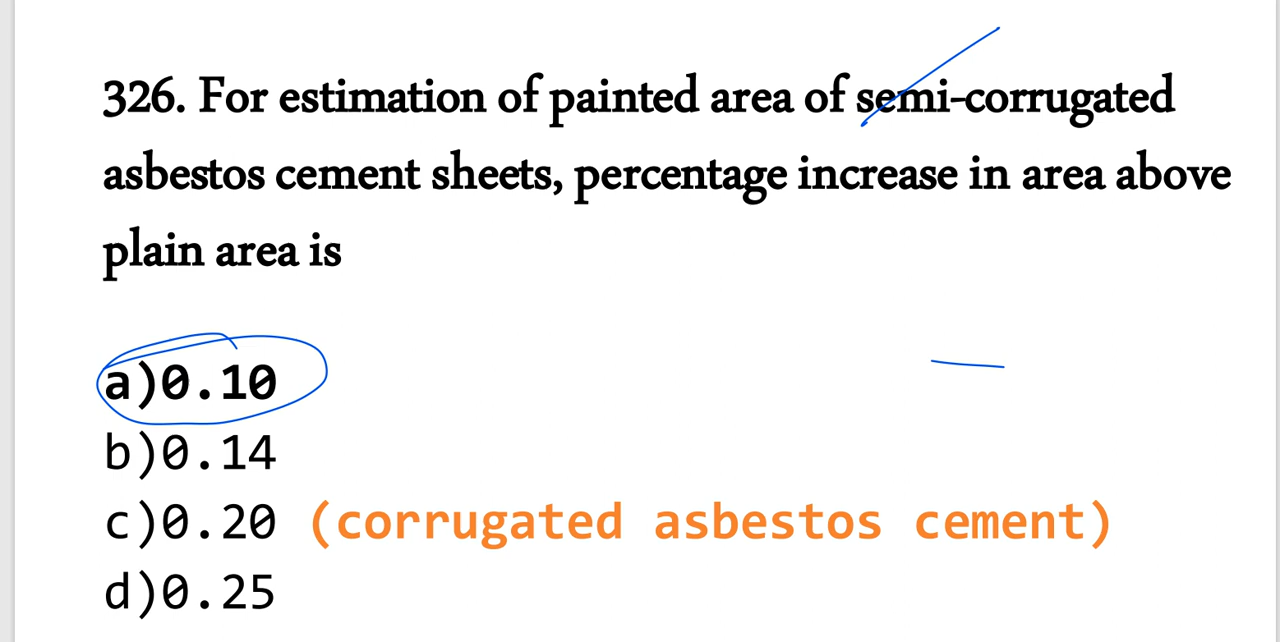 326. For estimation of painted area of semi-corrugated
asbestos cement sheets, percentage increase in area above
plain area is
a)0.10
b)0.14
c)0.20 (corrugated asbestos cement)
d)0.25